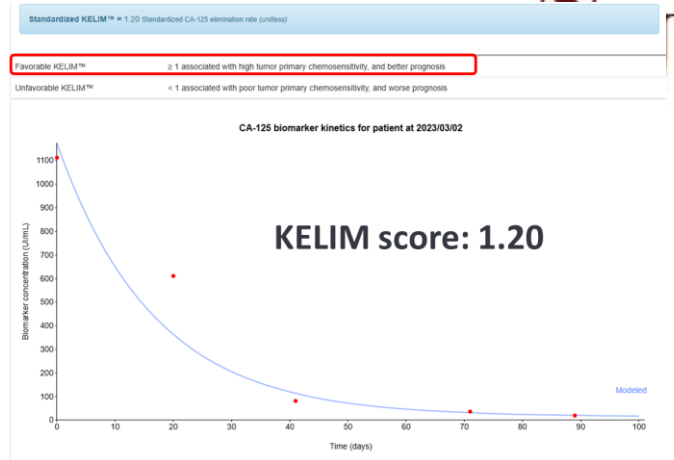 Standardized KELIM™ = 1.20 Standardized CA-125 elimination rate (unitless)
Favorable KELIM™ ≥ 1 associated with high tumor primary chemosensitivity, and better prognosis
Unfavorable KELIM™ < 1 associated with poor tumor primary chemosensitivity, and worse prognosis
CA-125 biomarker kinetics for patient at 2023/03/02
KELIM score: 1.20
Biomarker concentration (UI/mL)
1100
1000
900
800
700
600
500
400
300
200
100
0
Modeled
0 10 20 30 40 50 60 70 80 90 100
Time (days)